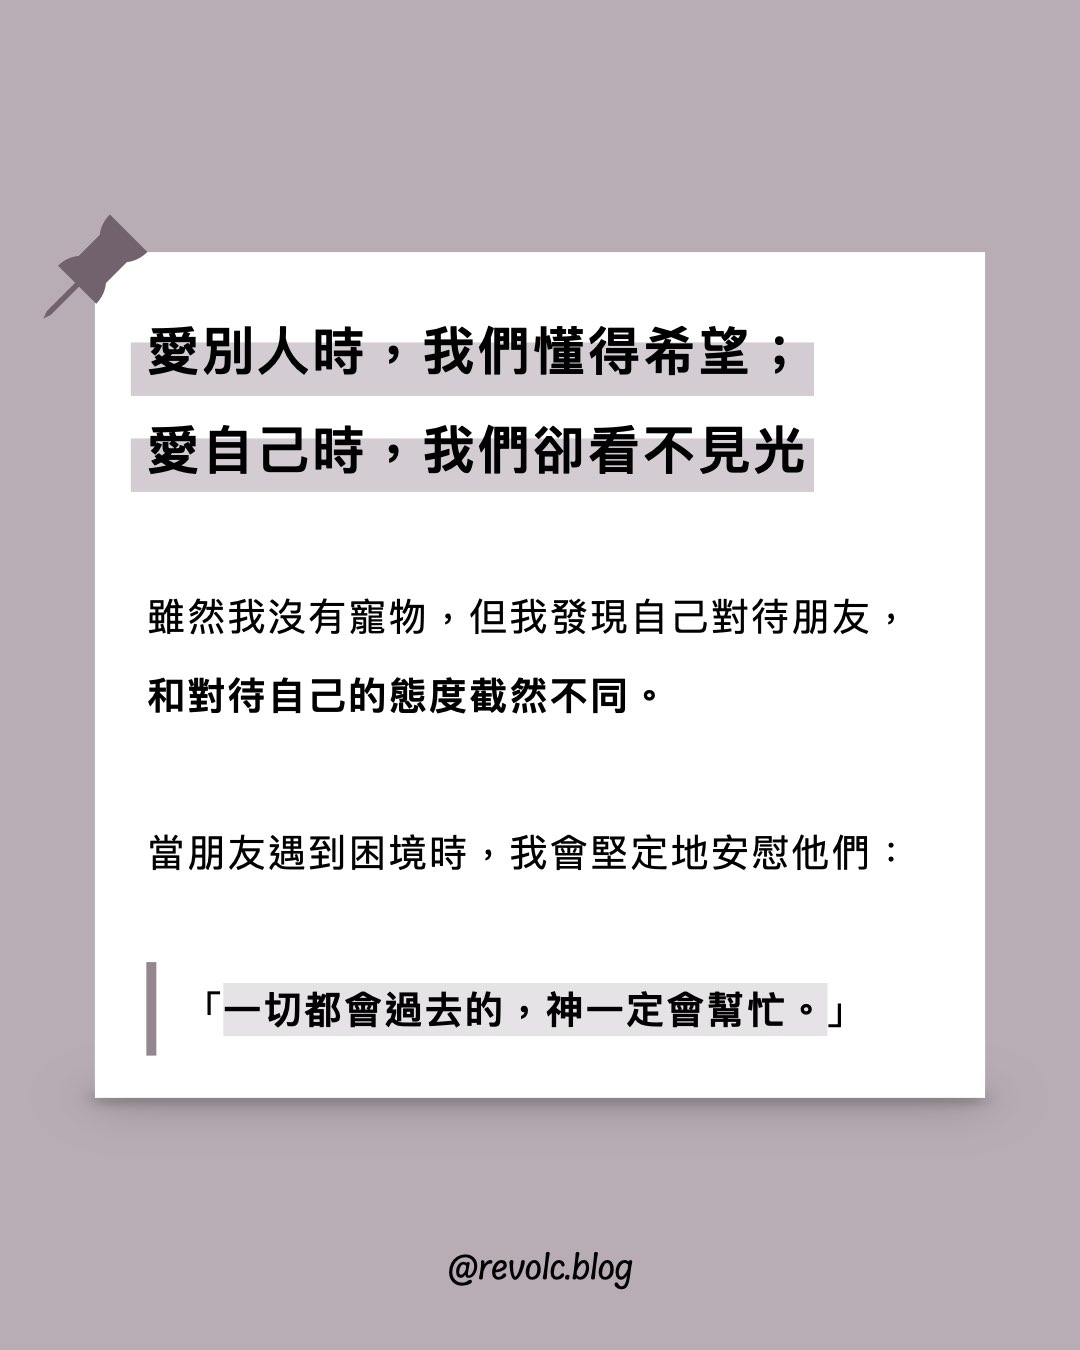 愛別人時，我們懂得希望；
愛自己時，我們卻看不見光
雖然我沒有寵物，但我發現自己對待朋友，
和對待自己的態度截然不同。
當朋友遇到困境時，我會堅定地安慰他們：
「一切都會過去的，神一定會幫忙。」
@revolc.blog